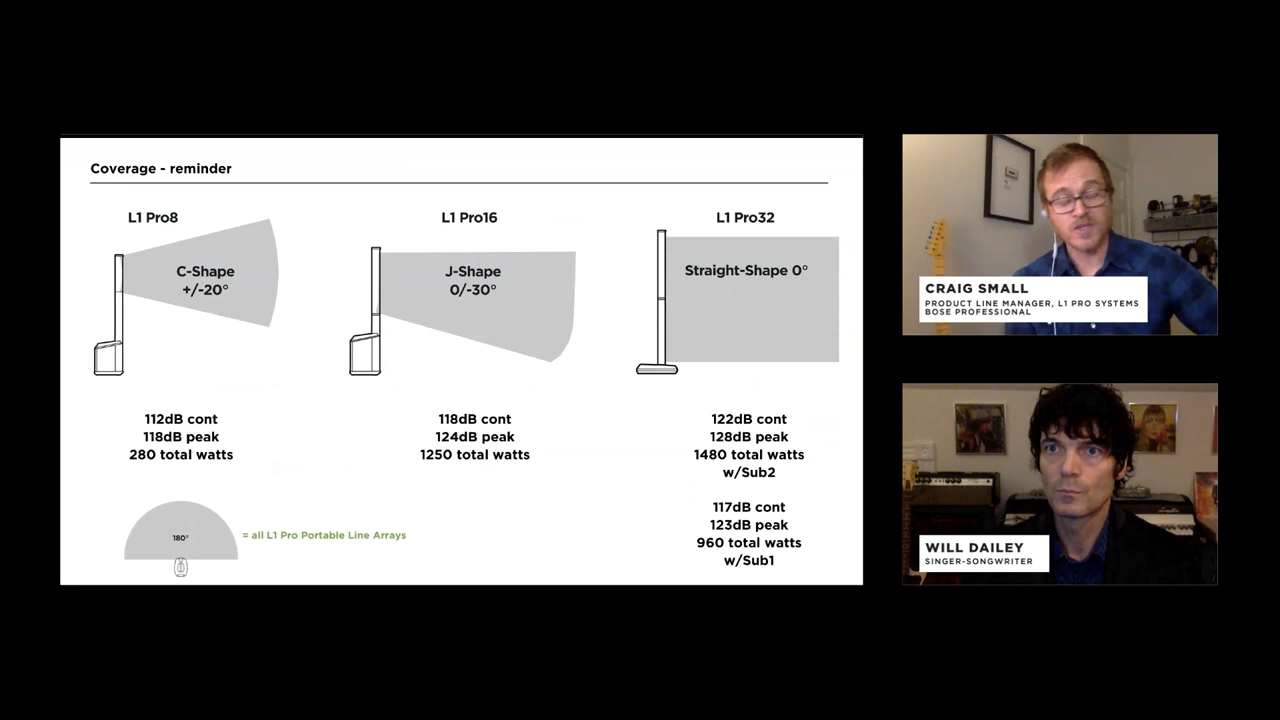 Coverage - reminder
L1 Pro8
C-Shape
+/-20°
112dB cont
118dB peak
280 total watts
180°
= all L1 Pro Portable Line Arrays
L1 Pro16
J-Shape
0/-30°
118dB cont
124dB peak
1250 total watts
L1 Pro32
Straight-Shape 0°
122dB cont
128dB peak
1480 total watts
w/Sub2
117dB cont
123dB peak
960 total watts
w/Sub1
CRAIG SMALL
PRODUCT LINE MANAGER, L1 PRO SYSTEMS
BOSE PROFESSIONAL
WILL DAILEY
SINGER-SONGWRITER